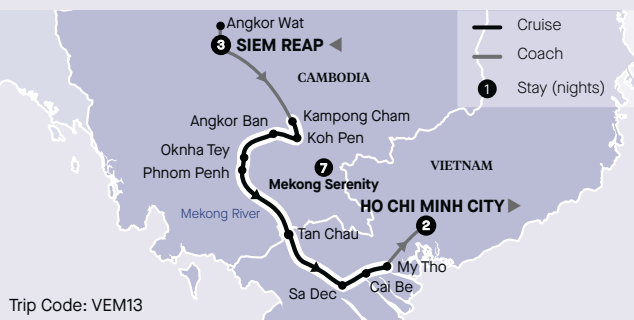 Angkor Wat
3 SIEM REAP
CAMBODIA
Cruise
Coach
1 Stay (nights)
Kampong Cham
Angkor Ban
Koh Pen
Oknha Tey
Phnom Penh
7
Mekong Serenity
VIETNAM
HO CHI MINH CITY
2
Mekong River
Tan Chau
My Tho
Cai Be
Sa Dec
Trip Code: VEM13